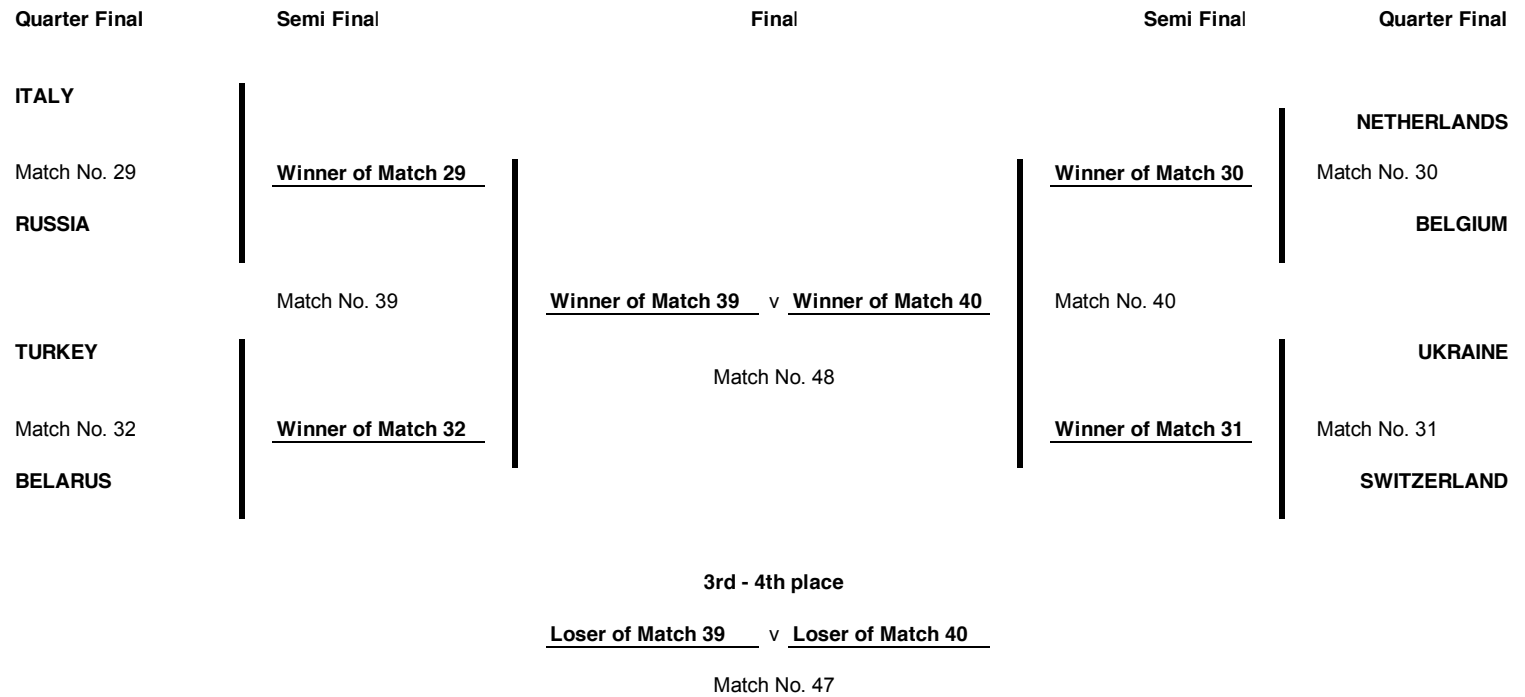 Quarter Final Semi Final Final Semi Final Quarter Final
ITALY
NETHERLANDS
Match No. 29 Winner of Match 29 Winner of Match 30 Match No. 30
RUSSIA BELGIUM
Match No. 39 Winner of Match 39 v Winner of Match 40 Match No. 40
TURKEY UKRAINE
Match No. 48
Match No. 32 Winner of Match 32 Winner of Match 31 Match No. 31
BELARUS SWITZERLAND
3rd - 4th place
Loser of Match 39 v Loser of Match 40
Match No. 47